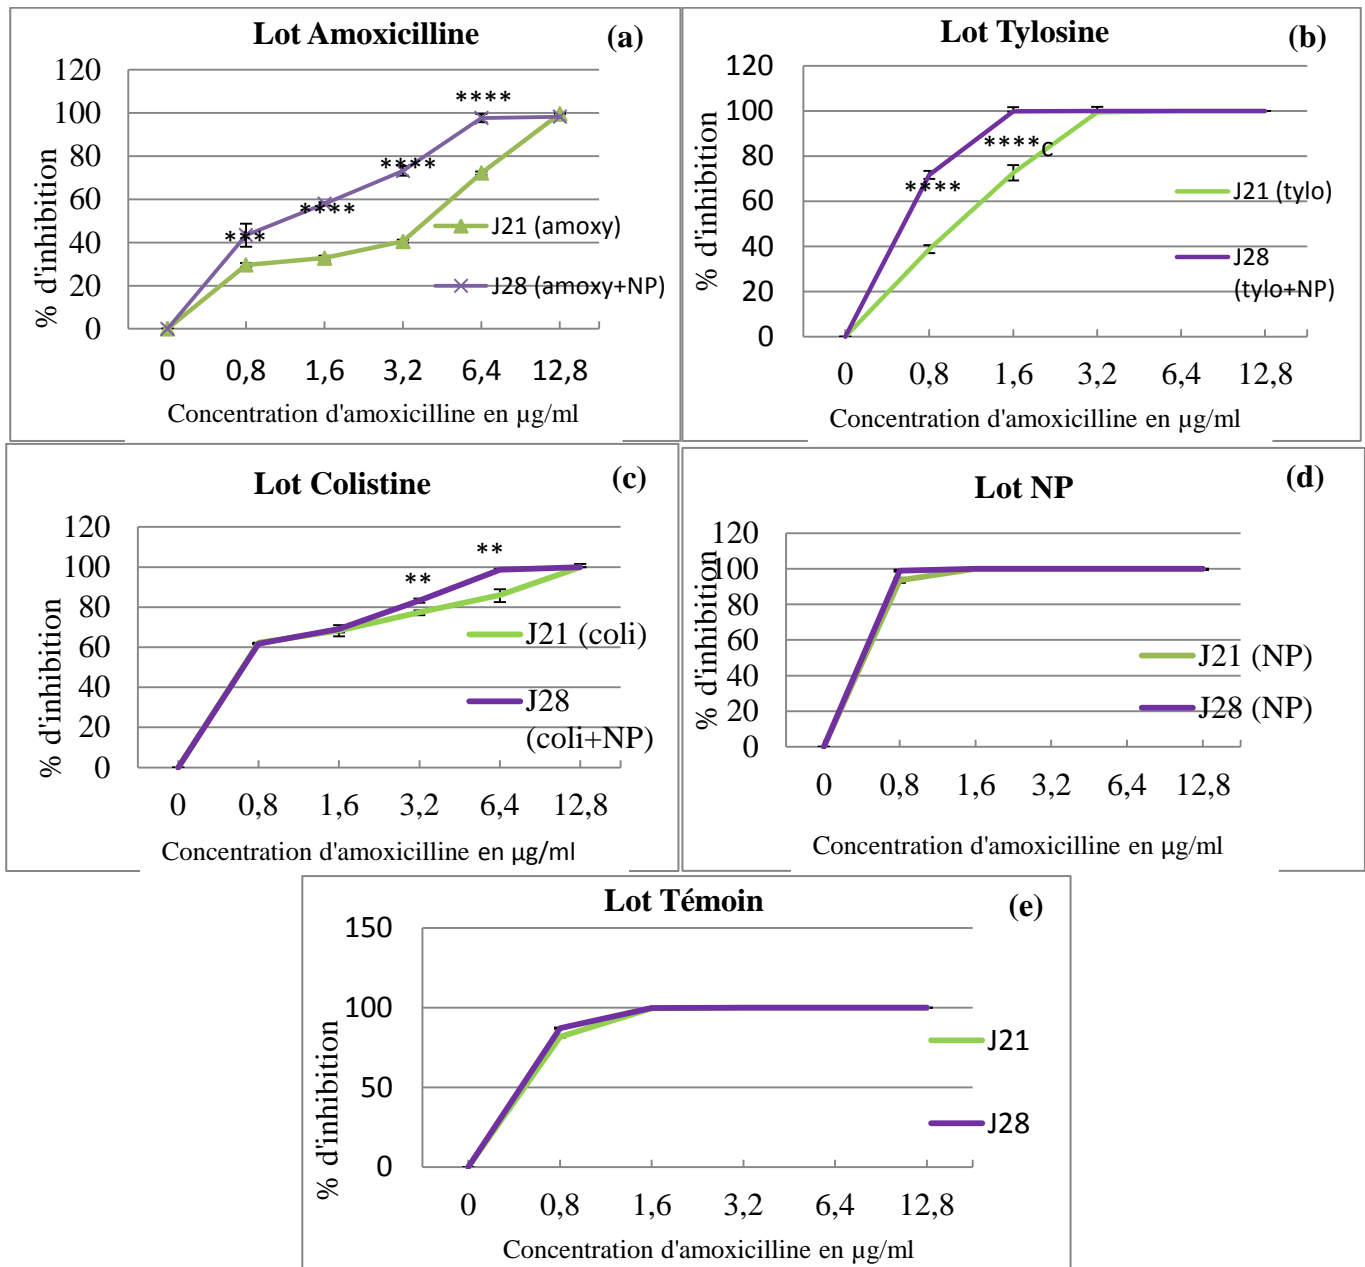 Lot Amoxicilline
(a)
120
100
80
60
40
20
0
% d'inhibition
****
****
****
***
J21 (amoxy)
J28 (amoxy+NP)
0 0,8 1,6 3,2 6,4 12,8
Concentration d'amoxicilline en µg/ml
Lot Tylosine
(b)
120
100
80
60
40
20
0
% d'inhibition
****c
****
J21 (tylo)
J28
(tylo+NP)
0 0,8 1,6 3,2 6,4 12,8
Concentration d'amoxicilline en µg/ml
Lot Colistine
(c)
120
100
80
60
40
20
0
% d'inhibition
**
**
J21 (coli)
J28
(coli+NP)
0 0,8 1,6 3,2 6,4 12,8
Concentration d'amoxicilline en µg/ml
Lot NP
(d)
120
100
80
60
40
20
0
% d'inhibition
J21 (NP)
J28 (NP)
0 0,8 1,6 3,2 6,4 12,8
Concentration d'amoxicilline en µg/ml
Lot Témoin
(e)
150
100
50
0
% d'inhibition
J21
J28
0 0,8 1,6 3,2 6,4 12,8
Concentration d'amoxicilline en µg/ml